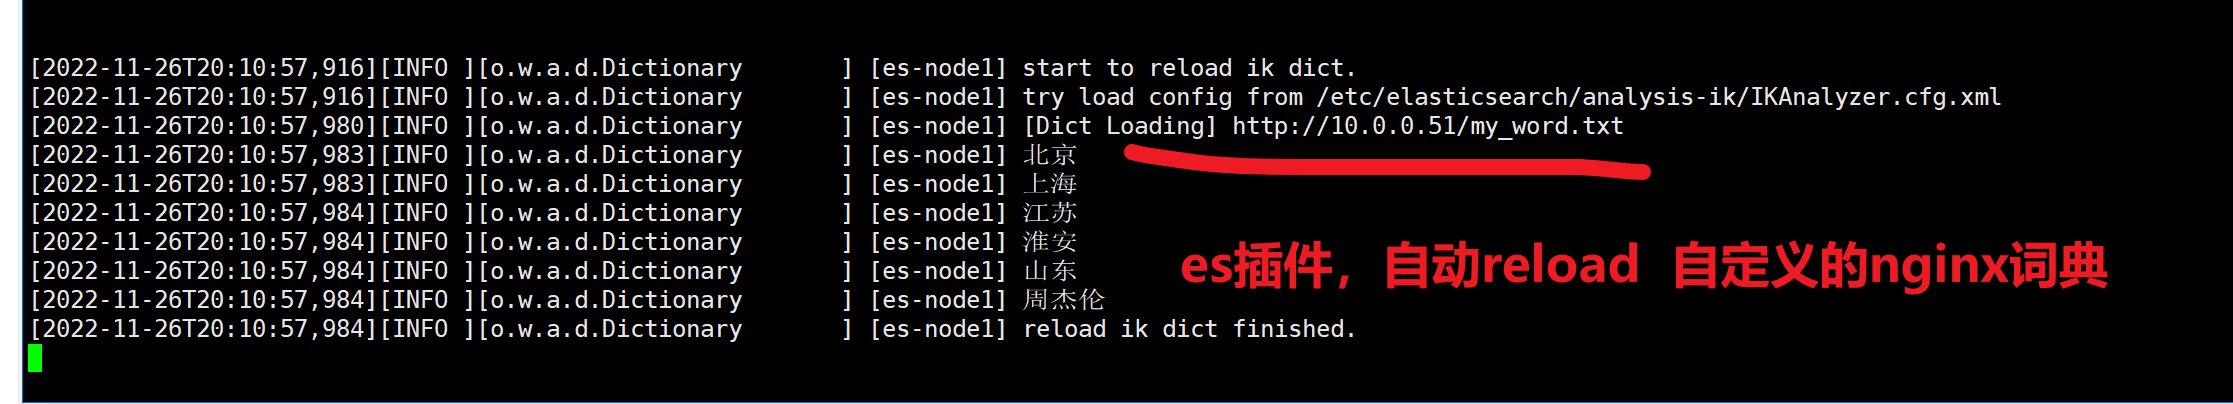 [2022-11-26T20:10:57,916][INFO ][o.w.a.d.Dictionary       ] [es-node1] start to reload ik dict.
[2022-11-26T20:10:57,916][INFO ][o.w.a.d.Dictionary       ] [es-node1] try load config from /etc/elasticsearch/analysis-ik/IKAnalyzer.cfg.xml
[2022-11-26T20:10:57,980][INFO ][o.w.a.d.Dictionary       ] [es-node1] [Dict Loading] http://10.0.0.51/my_word.txt
[2022-11-26T20:10:57,983][INFO ][o.w.a.d.Dictionary       ] [es-node1] 北京
[2022-11-26T20:10:57,983][INFO ][o.w.a.d.Dictionary       ] [es-node1] 上海
[2022-11-26T20:10:57,984][INFO ][o.w.a.d.Dictionary       ] [es-node1] 江苏
[2022-11-26T20:10:57,984][INFO ][o.w.a.d.Dictionary       ] [es-node1] 淮安
[2022-11-26T20:10:57,984][INFO ][o.w.a.d.Dictionary       ] [es-node1] 山东
es插件，自动reload 自定义的nginx词典
[2022-11-26T20:10:57,984][INFO ][o.w.a.d.Dictionary       ] [es-node1] 周杰伦
[2022-11-26T20:10:57,984][INFO ][o.w.a.d.Dictionary       ] [es-node1] reload ik dict finished.